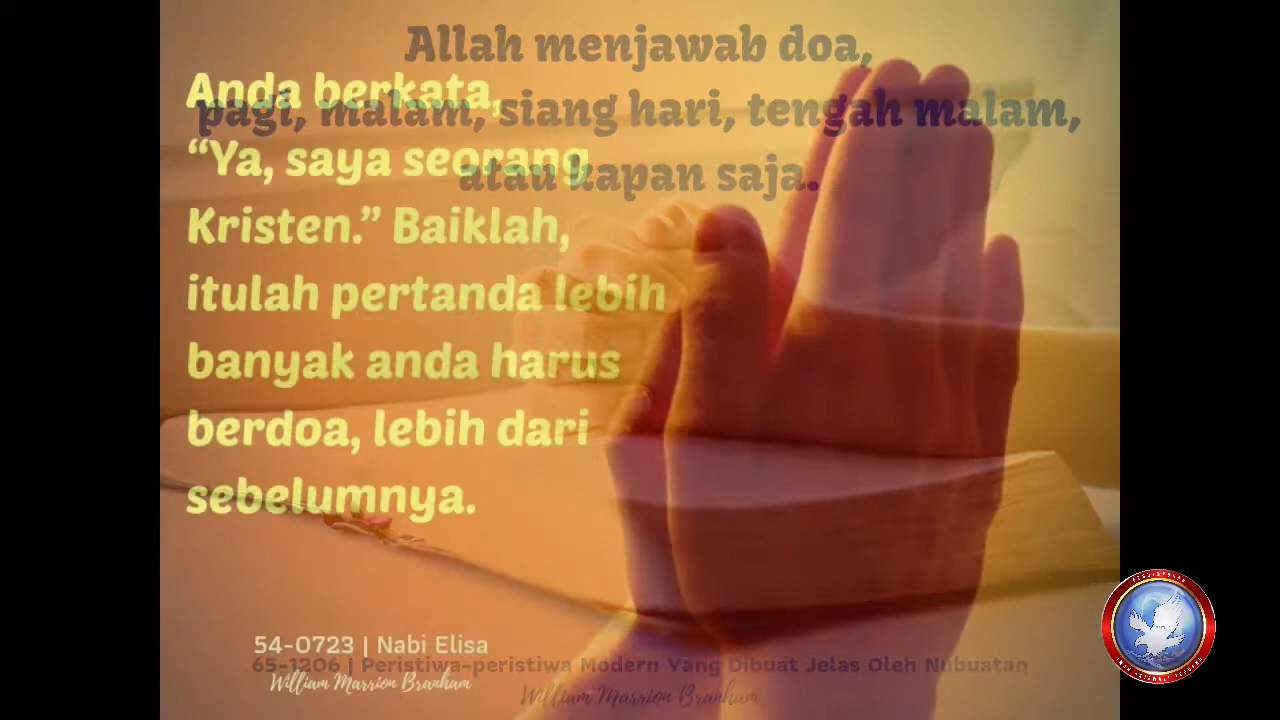 Allah menjawab doa,
pagi, malam, siang hari, tengah malam,
atau kapan saja.
Anda berkata,
“Ya, saya seorang
Kristen.” Baiklah,
itulah pertanda lebih
banyak anda harus
berdoa, lebih dari
sebelumnya.
54-0723 | Nabi Elisa
William Marrion Branham
65-1206 | Peristiwa-peristiwa Modern Yang Dibuat Jelas Oleh Nubuatan
William Marrion Branham